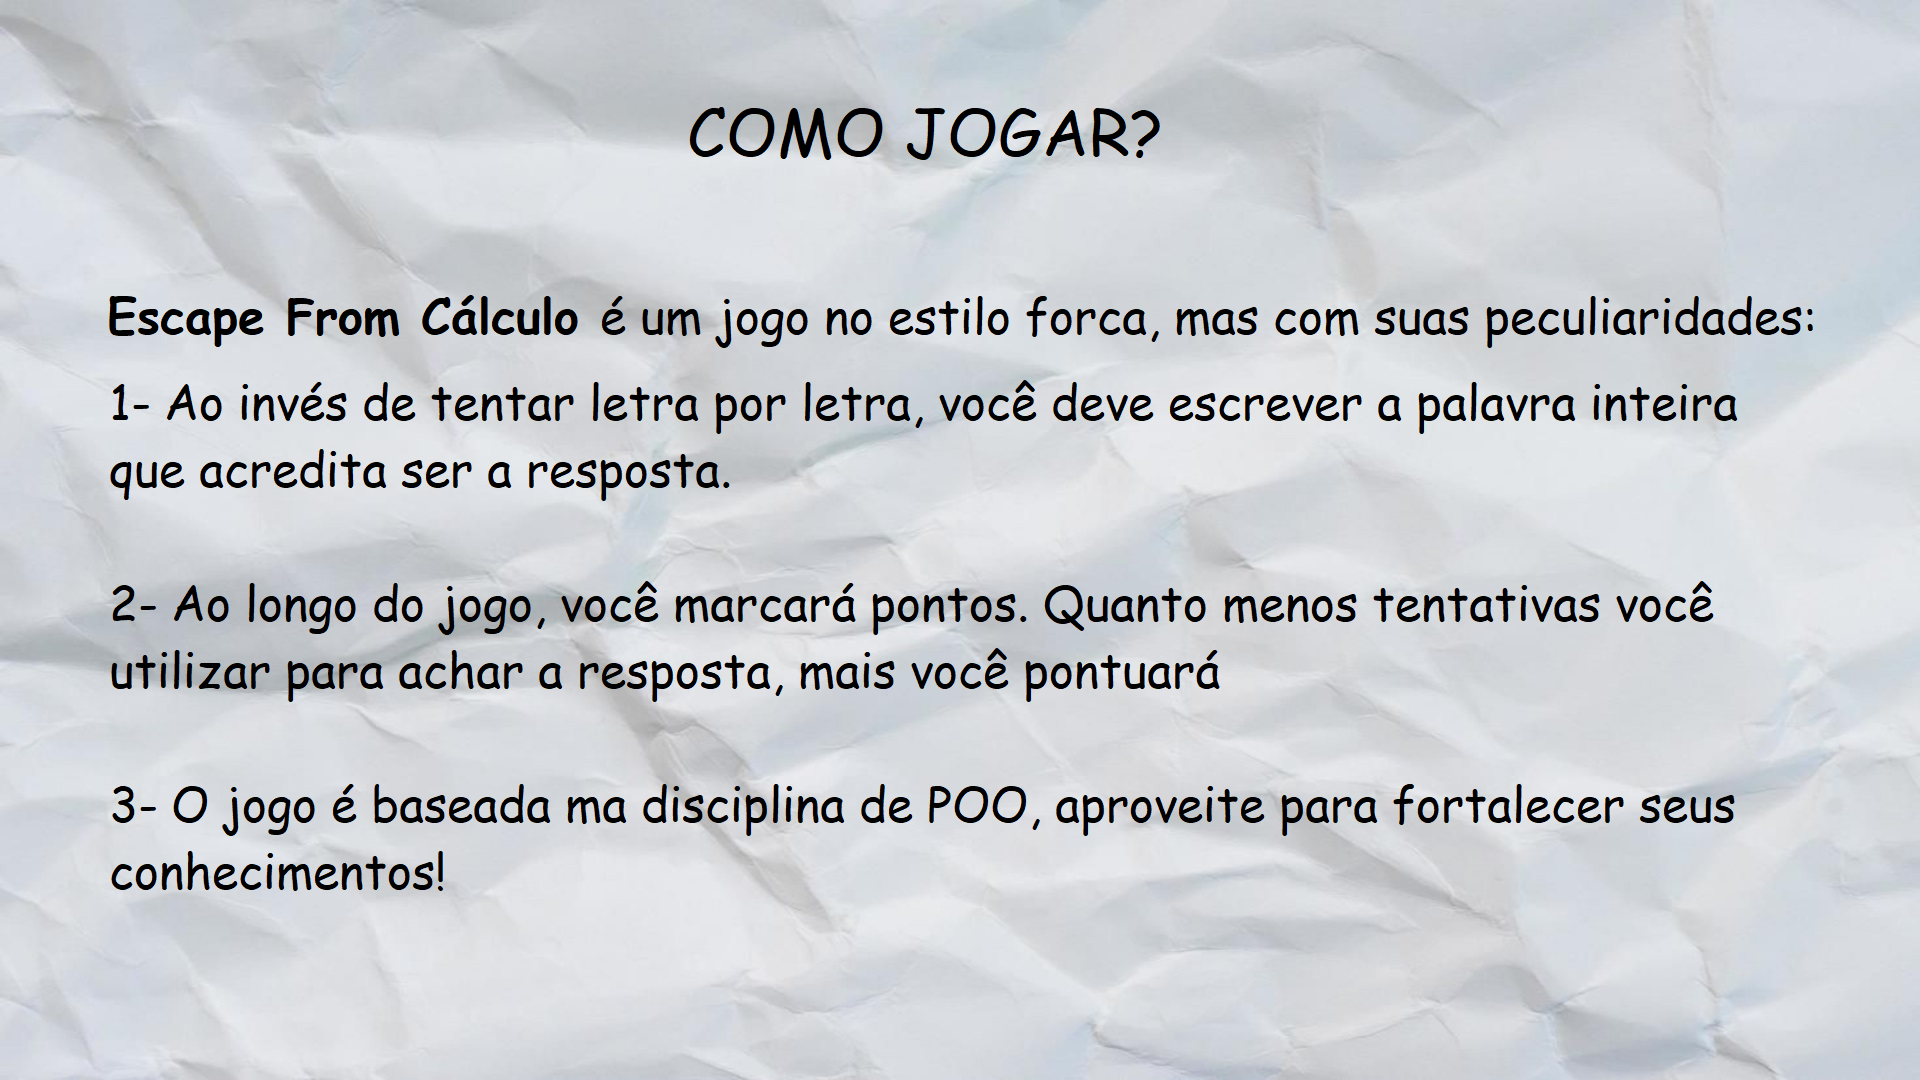 COMO JOGAR?
Escape From Cálculo é um jogo no estilo forca, mas com suas peculiaridades:
1- Ao invés de tentar letra por letra, você deve escrever a palavra inteira
que acredita ser a resposta.
2- Ao longo do jogo, você marcará pontos. Quanto menos tentativas você
utilizar para achar a resposta, mais você pontuará
3- O jogo é baseada ma disciplina de POO, aproveite para fortalecer seus
conhecimentos!